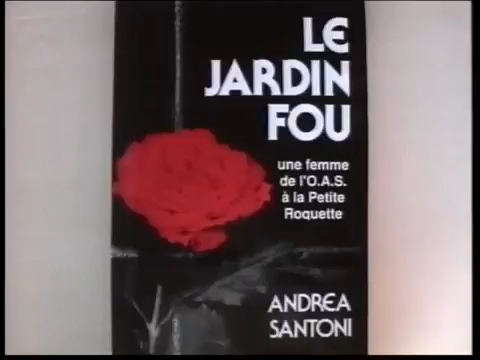 LE
JARDIN
FOU
une femme
de l'O.A.S.
à la Petite
Roquette
ANDREA
SANTONI